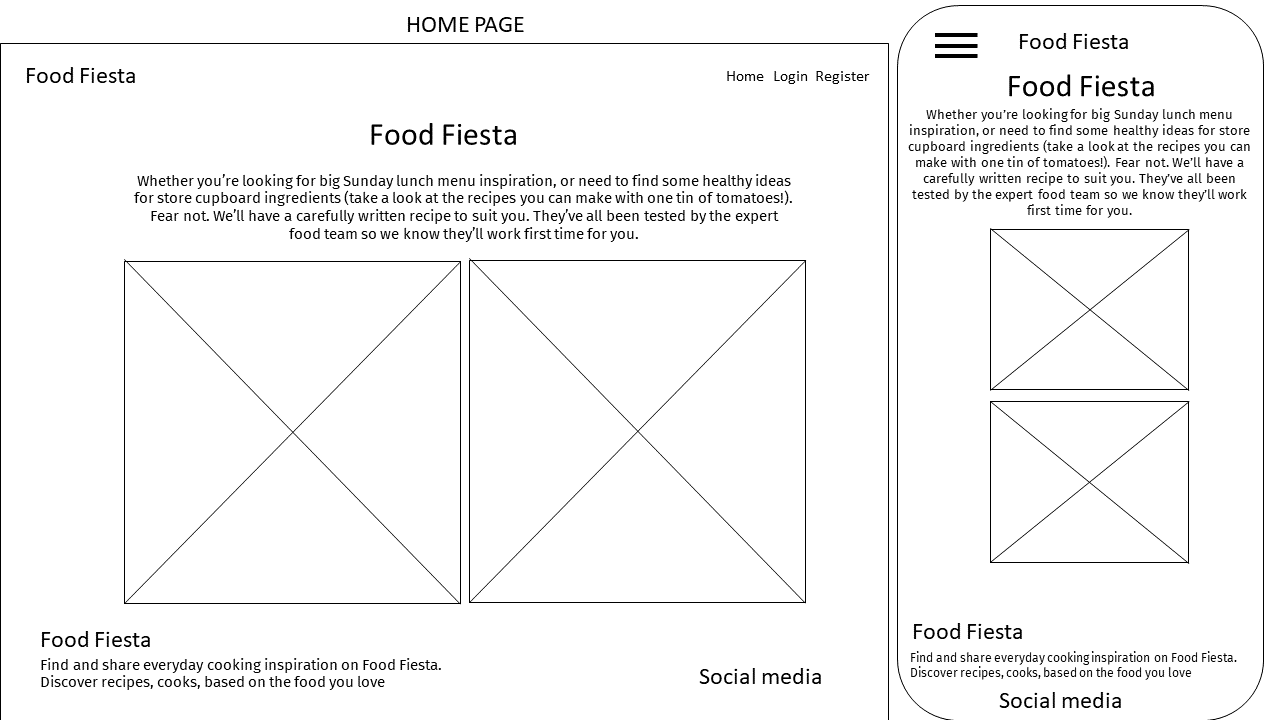 HOME PAGE
Food Fiesta
Home Login Register
Food Fiesta
Whether you’re looking for big Sunday lunch menu inspiration, or need to find some healthy ideas
for store cupboard ingredients (take a look at the recipes you can make with one tin of tomatoes!).
Fear not. We’ll have a carefully written recipe to suit you. They’ve all been tested by the expert
food team so we know they’ll work first time for you.
Food Fiesta
Find and share everyday cooking inspiration on Food Fiesta.
Discover recipes, cooks, based on the food you love
Social media
Food Fiesta
Food Fiesta
Whether you’re looking for big Sunday lunch menu
inspiration, or need to find some healthy ideas for store
cupboard ingredients (take a look at the recipes you can
make with one tin of tomatoes!). Fear not. We’ll have a
carefully written recipe to suit you. They’ve all been
tested by the expert food team so we know they’ll work
first time for you.
Food Fiesta
Find and share everyday cooking inspiration on Food Fiesta.
Discover recipes, cooks, based on the food you love
Social media